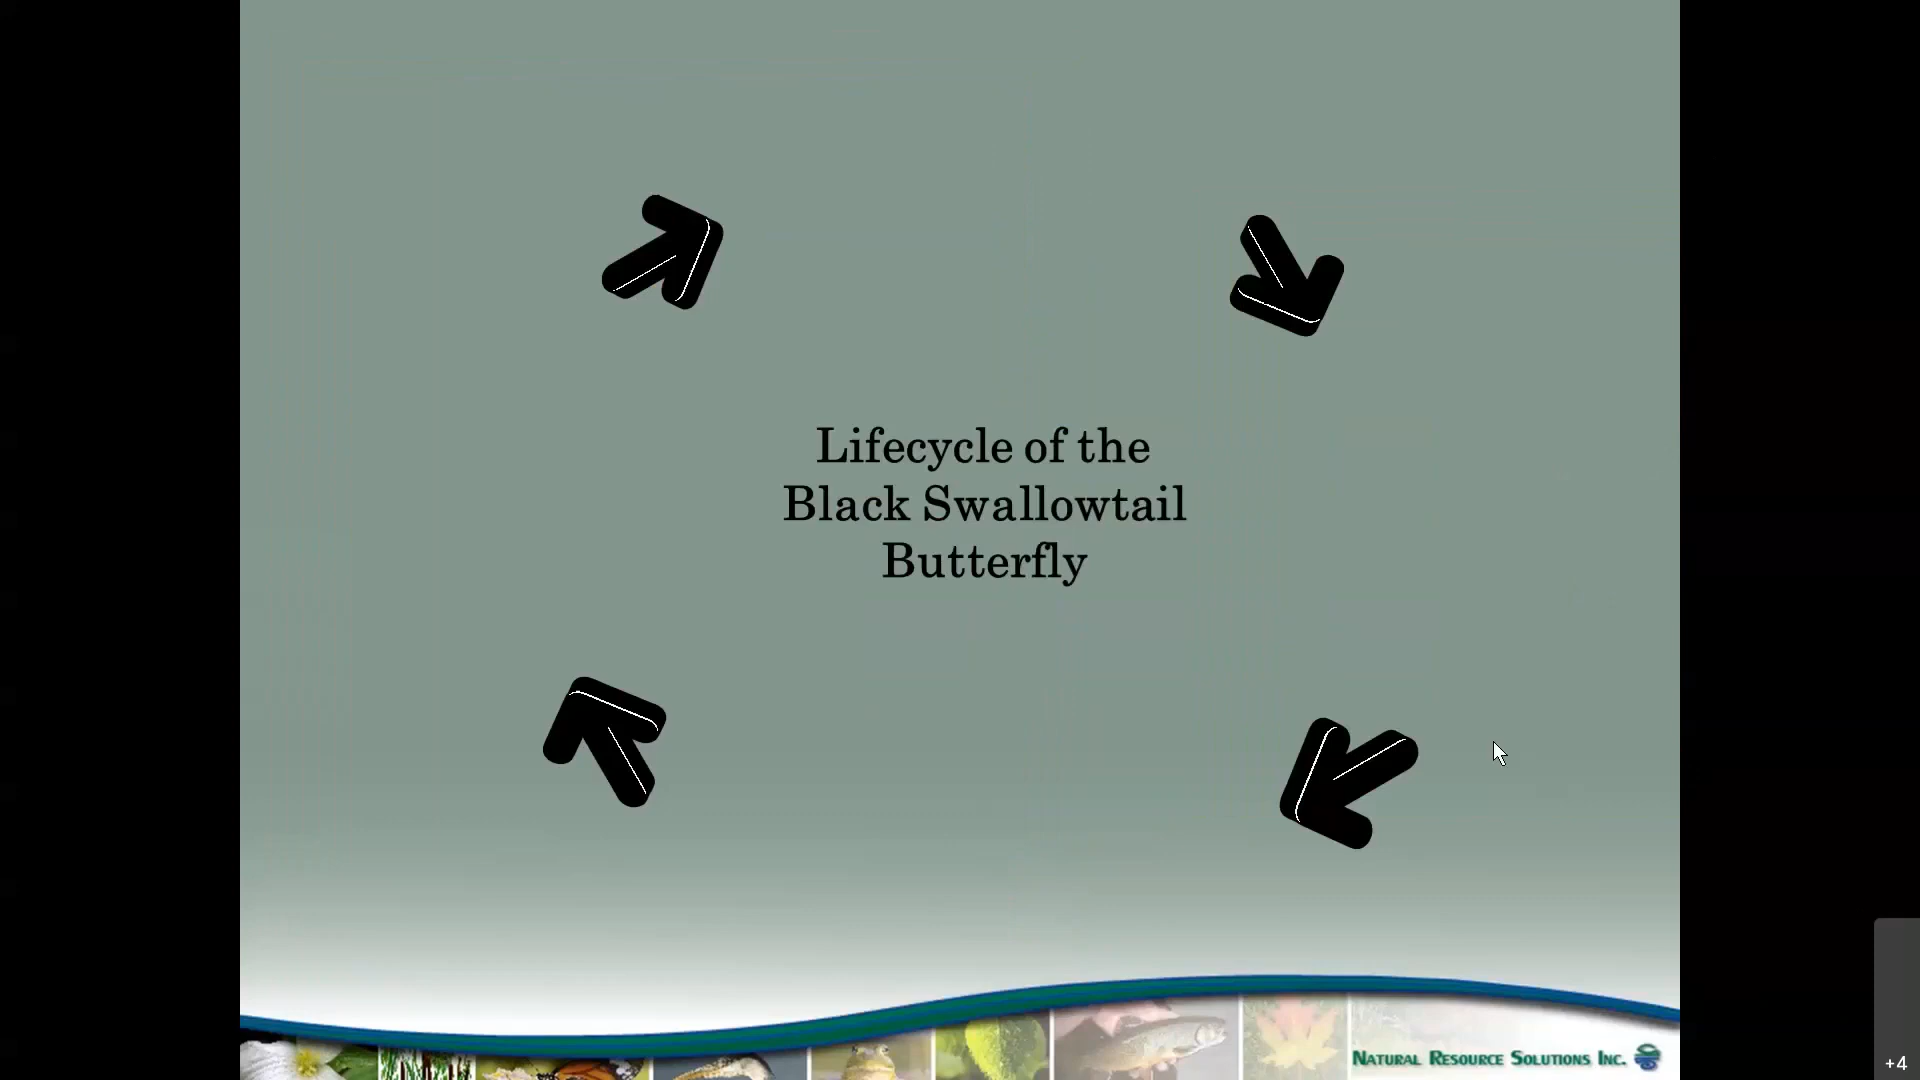 Lifecycle of the
Black Swallowtail
Butterfly
NATURAL RESOURCE SOLUTIONS INC.
+4